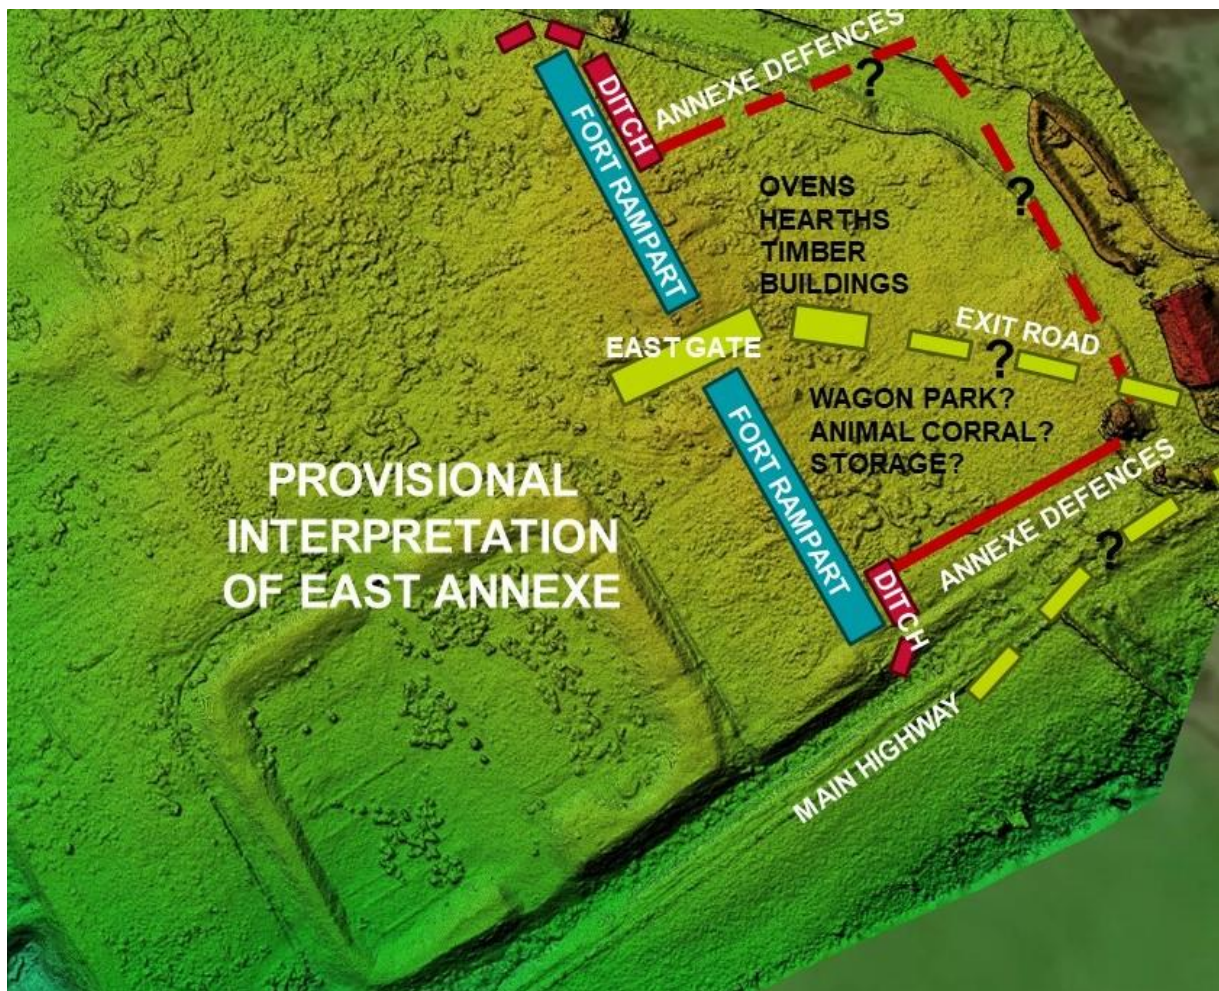 ANNEXE DEFENCES
DITCH
FORT RAMPART
?
?
OVENS
HEARTHS
TIMBER
BUILDINGS
EAST GATE
EXIT ROAD
?
WAGON PARK?
ANIMAL CORRAL?
STORAGE?
FORT RAMPART
PROVISIONAL
INTERPRETATION
OF EAST ANNEXE
ANNEXE DEFENCES
DITCH
?
MAIN HIGHWAY